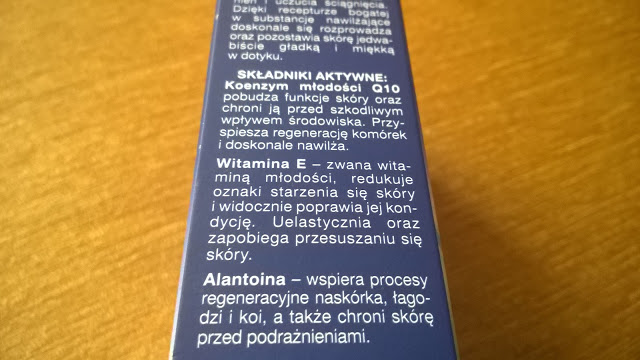 nień i uczucia ściągnięcia.
Dzięki recepturze bogatej
w substancje nawilżające
doskonale się rozprowadza
oraz pozostawia skórę jedwa-
biście gładką i miękką
w dotyku.
SKŁADNIKI AKTYWNE:
Koenzym młodości Q10
pobudza funkcje skóry oraz
chroni ją przed szkodliwym
wpływem środowiska. Przy-
spiesza regenerację komórek
i doskonale nawilża.
Witamina E – zwana wita-
miną młodości, redukuje
oznaki starzenia się skóry
i widocznie poprawia jej kon-
dycję. Uelastycznia oraz
zapobiega przesuszaniu się
skóry.
Alantoina – wspiera procesy
regeneracyjne naskórka, łago-
dzi i koi, a także chroni skórę
przed podrażnieniami.